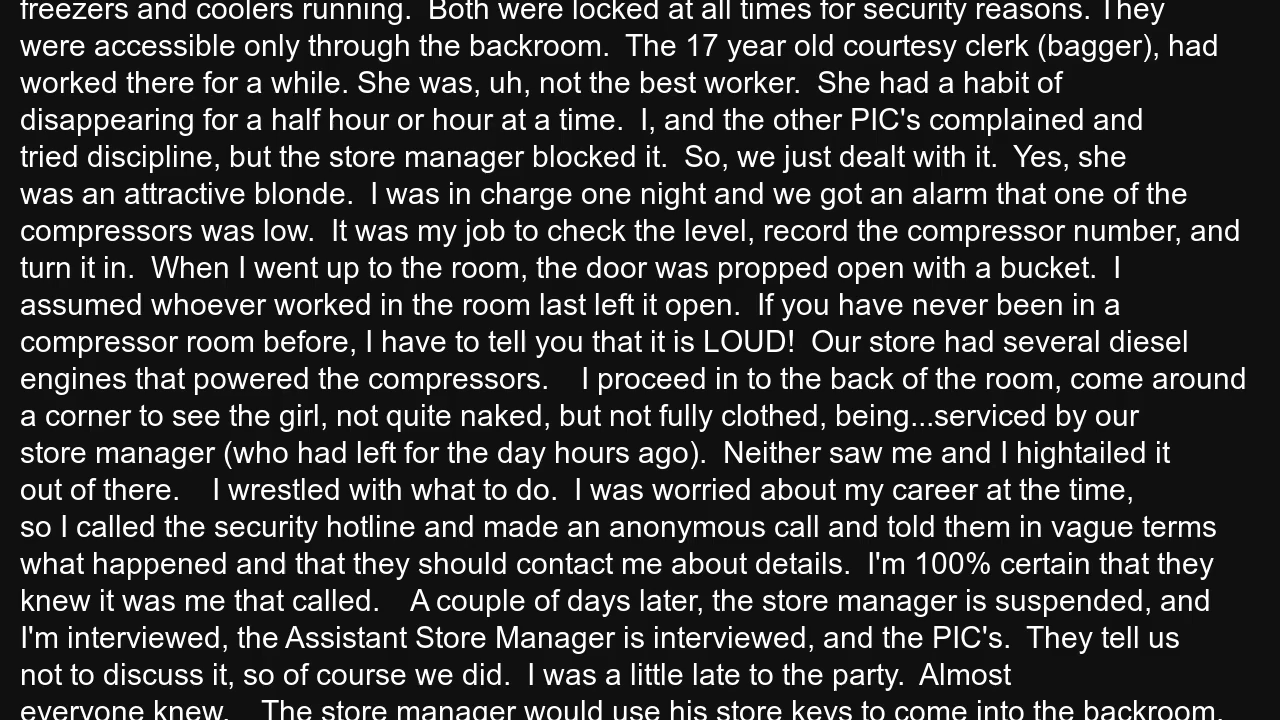 freezers and coolers running.  Both were locked at all times for security reasons. They
were accessible only through the backroom.  The 17 year old courtesy clerk (bagger), had
worked there for a while. She was, uh, not the best worker.  She had a habit of
disappearing for a half hour or hour at a time.  I, and the other PIC's complained and
tried discipline, but the store manager blocked it.  So, we just dealt with it.  Yes, she
was an attractive blonde.  I was in charge one night and we got an alarm that one of the
compressors was low.  It was my job to check the level, record the compressor number, and
turn it in.  When I went up to the room, the door was propped open with a bucket.  I
assumed whoever worked in the room last left it open.  If you have never been in a
compressor room before, I have to tell you that it is LOUD!  Our store had several diesel
engines that powered the compressors.    I proceed in to the back of the room, come around
a corner to see the girl, not quite naked, but not fully clothed, being...serviced by our
store manager (who had left for the day hours ago).  Neither saw me and I hightailed it
out of there.    I wrestled with what to do.  I was worried about my career at the time,
so I called the security hotline and made an anonymous call and told them in vague terms
what happened and that they should contact me about details.  I'm 100% certain that they
knew it was me that called.    A couple of days later, the store manager is suspended, and
I'm interviewed, the Assistant Store Manager is interviewed, and the PIC's.  They tell us
not to discuss it, so of course we did.  I was a little late to the party.  Almost
everyone knew.    The store manager would use his store keys to come into the backroom,